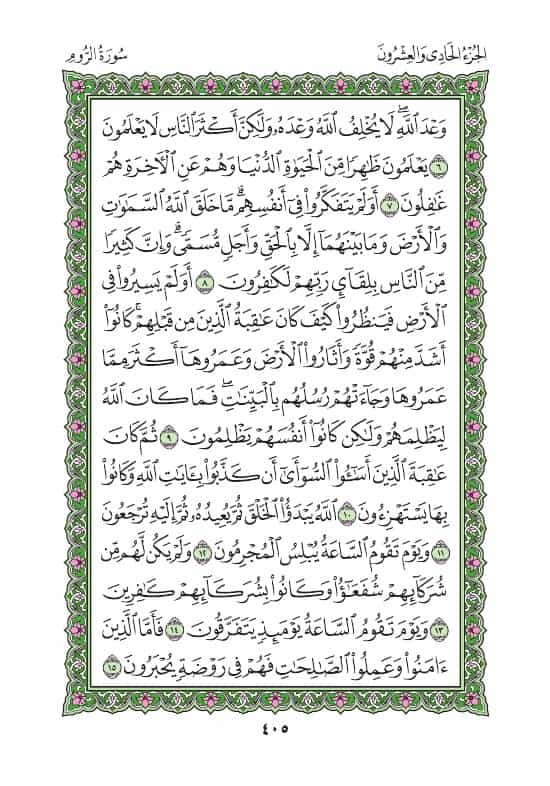 الجُزْءُ الحَادِي وَالعِشْرُونَ
سُورَةُ الرُّومِ
وَعْدَ ٱللَّهِۖ لَا يُخْلِفُ ٱللَّهُ وَعْدَهُۥ وَلَٰكِنَّ أَكْثَرَ ٱلنَّاسِ لَا يَعْلَمُونَ
٦ يَعْلَمُونَ ظَٰهِرًا مِّنَ ٱلْحَيَوٰةِ ٱلدُّنْيَا وَهُمْ عَنِ ٱلْأٓخِرَةِ هُمْ
غَٰفِلُونَ ٧ أَوَلَمْ يَتَفَكَّرُوا۟ فِىٓ أَنفُسِهِمۗ مَّا خَلَقَ ٱللَّهُ ٱلسَّمَٰوَٰتِ
وَٱلْأَرْضَ وَمَا بَيْنَهُمَآ إِلَّا بِٱلْحَقِّ وَأَجَلٍ مُّسَمًّىۗ وَإِنَّ كَثِيرًا
مِّنَ ٱلنَّاسِ بِلِقَآئِ رَبِّهِمْ لَكَٰفِرُونَ ٨ أَوَلَمْ يَسِيرُوا۟ فِى
ٱلْأَرْضِ فَيَنظُرُوا۟ كَيْفَ كَانَ عَٰقِبَةُ ٱلَّذِينَ مِن قَبْلِهِمْۚ كَانُوٓا۟
أَشَدَّ مِنْهُمْ قُوَّةً وَأَثَارُوا۟ ٱلْأَرْضَ وَعَمَرُوهَآ أَكْثَرَ مِمَّا
عَمَرُوهَا وَجَآءَتْهُمْ رُسُلُهُم بِٱلْبَيِّنَٰتِۖ فَمَا كَانَ ٱللَّهُ
لِيَظْلِمَهُمْ وَلَٰكِن كَانُوٓا۟ أَنفُسَهُمْ يَظْلِمُونَ ٩ ثُمَّ كَانَ
عَٰقِبَةَ ٱلَّذِينَ أَسَٰٓـُٔوا۟ ٱلسُّوٓأَىٰٓ أَن كَذَّبُوا۟ بِـَٔايَٰتِ ٱللَّهِ وَكَانُوا۟
بِهَا يَسْتَهْزِءُونَ ١٠ ٱللَّهُ يَبْدَؤُا۟ ٱلْخَلْقَ ثُمَّ يُعِيدُهُۥ ثُمَّ إِلَيْهِ تُرْجَعُونَ
١١ وَيَوْمَ تَقُومُ ٱلسَّاعَةُ يُبْلِسُ ٱلْمُجْرِمُونَ ١٢ وَلَمْ يَكُن لَّهُم مِّن
شُرَكَآئِهِمْ شُفَعَٰٓؤُا۟ وَكَانُوا۟ بِشُرَكَآئِهِمْ كَٰفِرِينَ
١٣ وَيَوْمَ تَقُومُ ٱلسَّاعَةُ يَوْمَئِذٍ يَتَفَرَّقُونَ ١٤ فَأَمَّا ٱلَّذِينَ
ءَامَنُوا۟ وَعَمِلُوا۟ ٱلصَّٰلِحَٰتِ فَهُمْ فِى رَوْضَةٍ يُحْبَرُونَ ١٥
٤٠٥